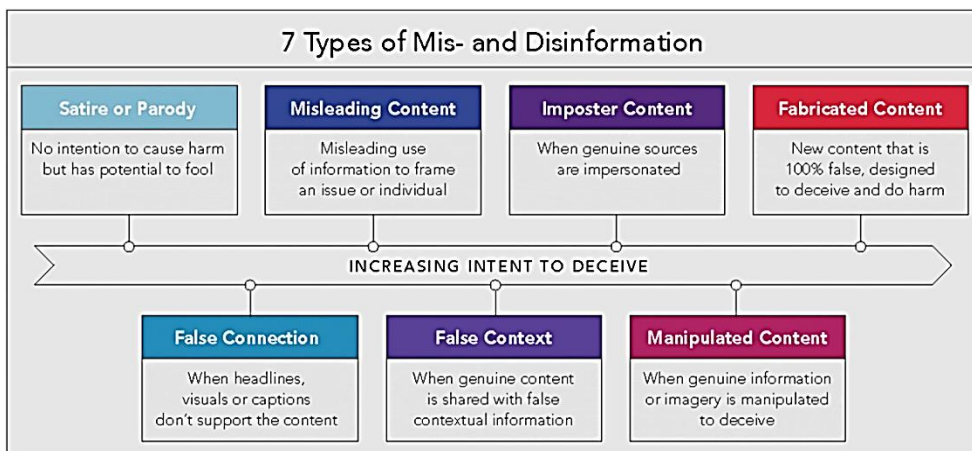 7 Types of Mis- and Disinformation
Satire or Parody
No intention to cause harm
but has potential to fool
Misleading Content
Misleading use
of information to frame
an issue or individual
Imposter Content
When genuine sources
are impersonated
Fabricated Content
New content that is
100% false, designed
to deceive and do harm
INCREASING INTENT TO DECEIVE
False Connection
When headlines,
visuals or captions
don't support the content
False Context
When genuine content
is shared with false
contextual information
Manipulated Content
When genuine information
or imagery is manipulated
to deceive